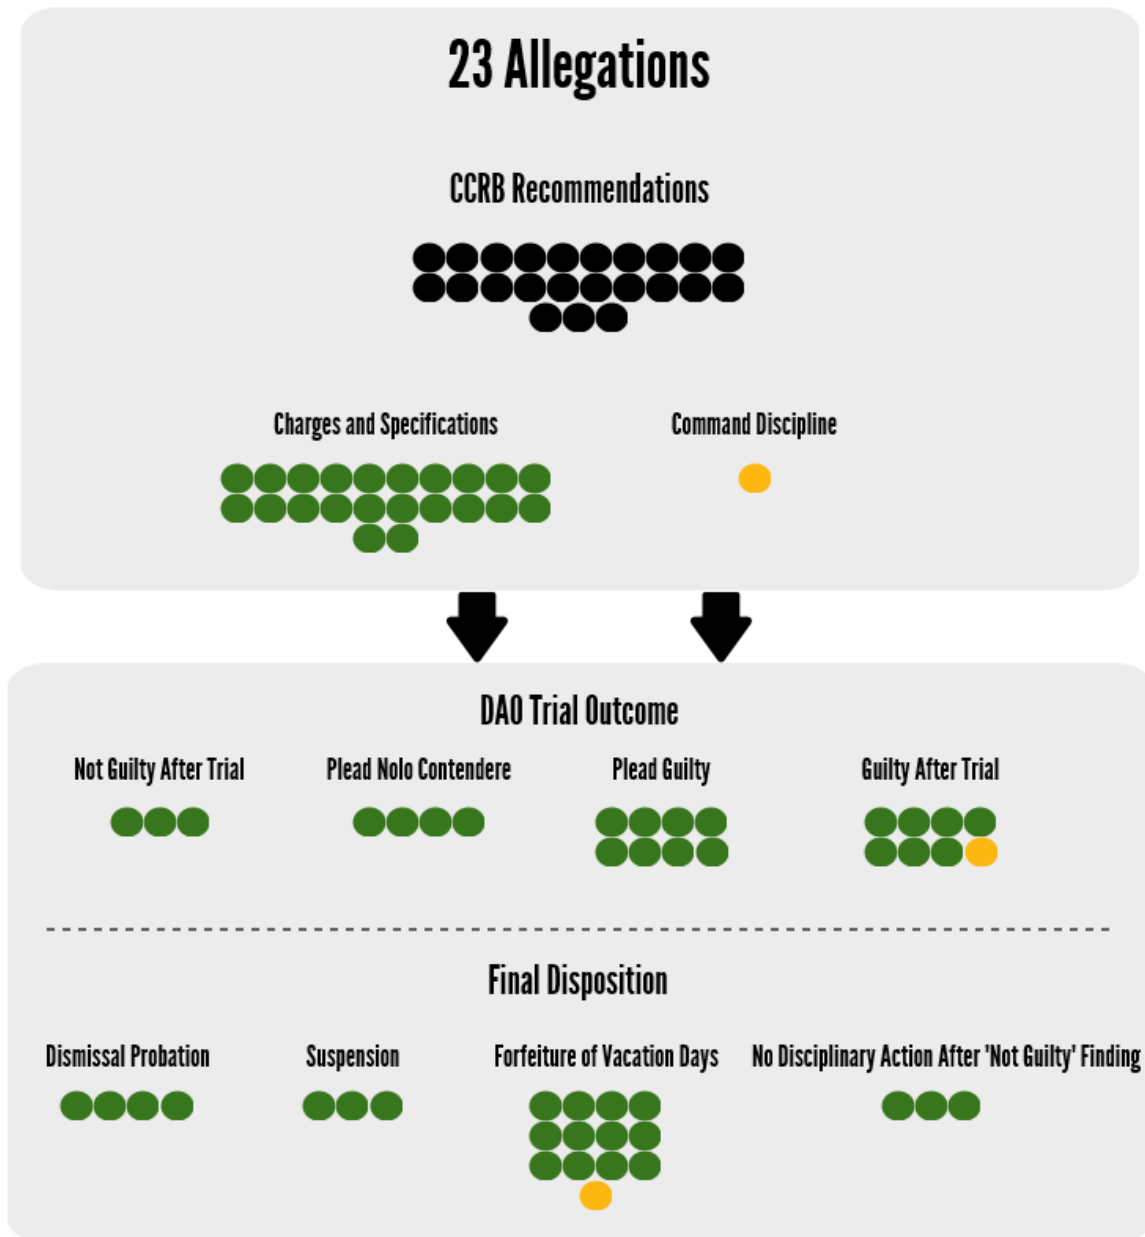 23 Allegations
CCRB Recommendations
Charges and Specifications
Command Discipline
DAO Trial Outcome
Not Guilty After Trial
Plead Nolo Contendere
Plead Guilty
Guilty After Trial
Final Disposition
Dismissal Probation
Suspension
Forfeiture of Vacation Days
No Disciplinary Action After 'Not Guilty' Finding